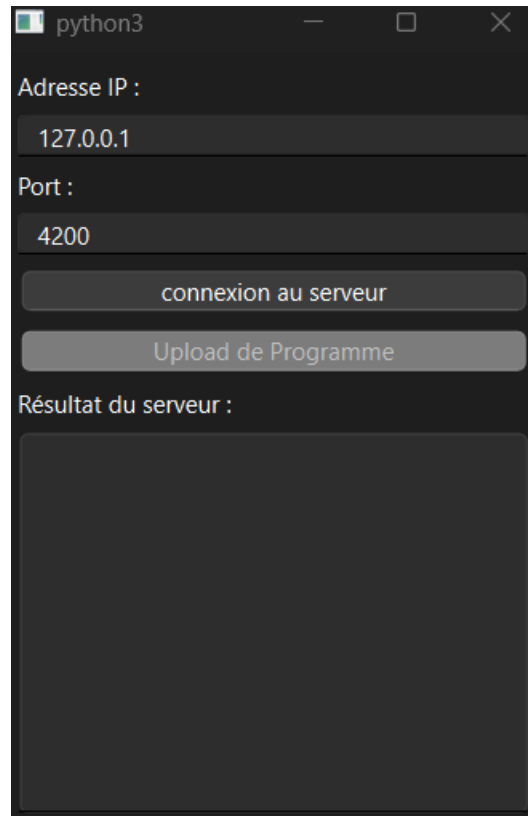 python3
Adresse IP :
127.0.0.1
Port :
4200
connexion au serveur
Upload de Programme
Résultat du serveur :